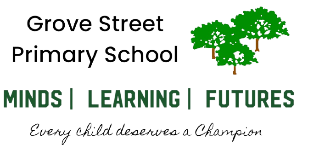 Grove Street
Primary School
MINDS | LEARNING | FUTURES
Every child deserves a Champion